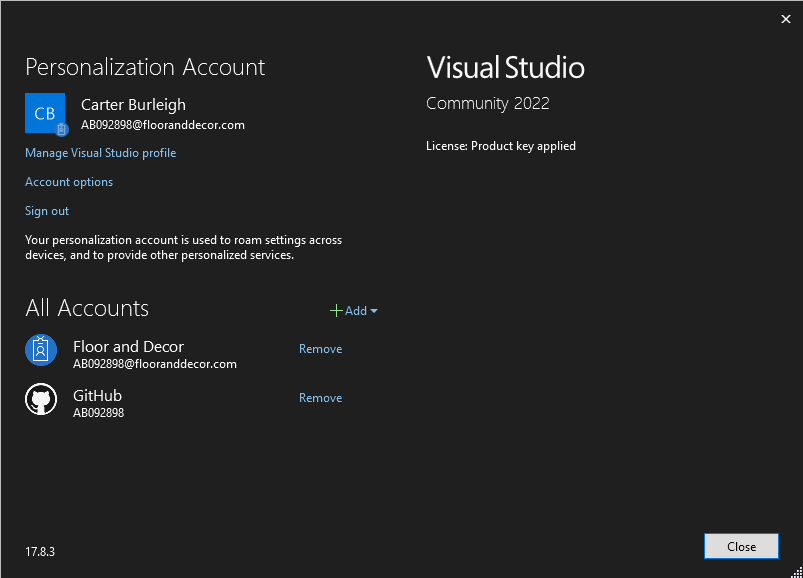 Personalization Account
CB
Carter Burleigh
AB092898@flooranddecor.com
Manage Visual Studio profile
Account options
Sign out
Your personalization account is used to roam settings across
devices, and to provide other personalized services.
All Accounts
Add
Floor and Decor
AB092898@flooranddecor.com
Remove
GitHub
AB092898
Remove
17.8.3
Visual Studio
Community 2022
License: Product key applied
Close